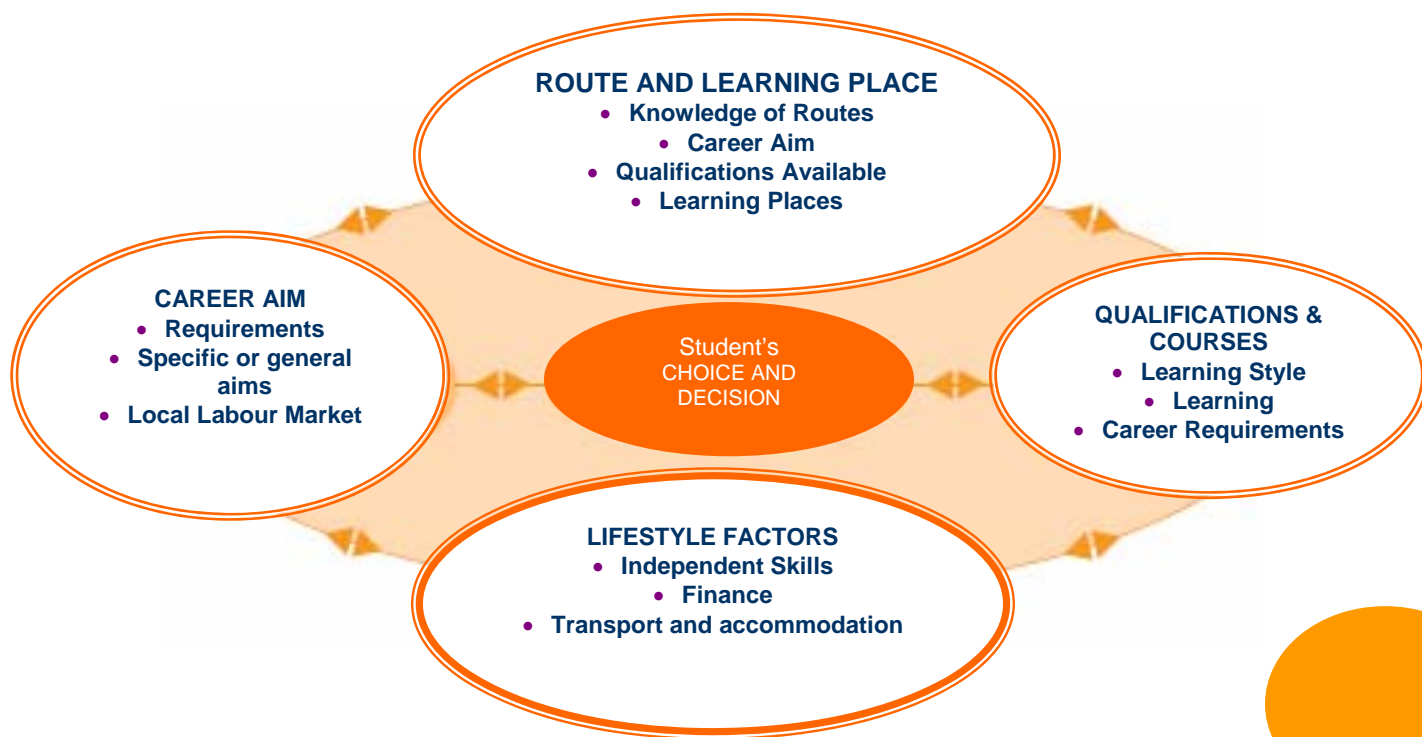 ROUTE AND LEARNING PLACE
• Knowledge of Routes
• Career Aim
• Qualifications Available
• Learning Places
CAREER AIM
• Requirements
• Specific or general
aims
• Local Labour Market
Student's
CHOICE AND
DECISION
QUALIFICATIONS &
COURSES
• Learning Style
• Learning
• Career Requirements
LIFESTYLE FACTORS
• Independent Skills
• Finance
• Transport and accommodation